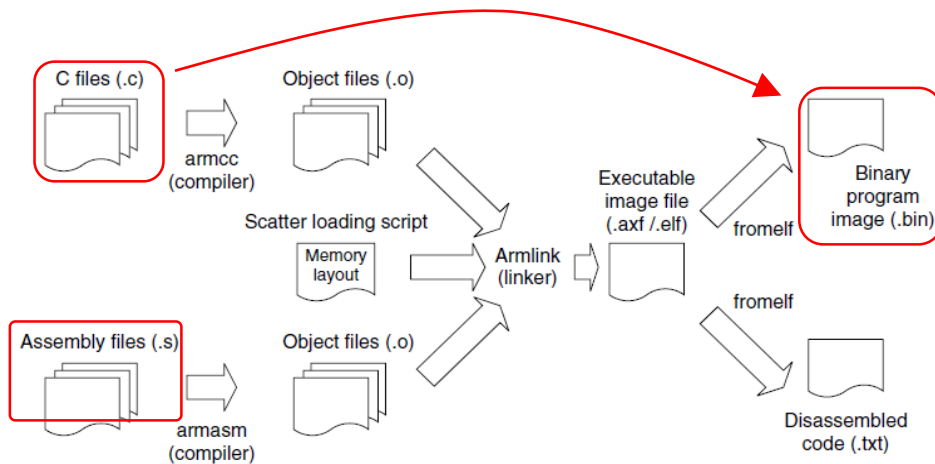 C files (.c)
Object files (.o)
armcc
(compiler)
Scatter loading script
Memory
layout
Armlink
(linker)
Executable
image file
(.axf /.elf)
fromelf
Binary
program
image (.bin)
Assembly files (.s)
Object files (.o)
armasm
(compiler)
fromelf
Disassembled
code (.txt)